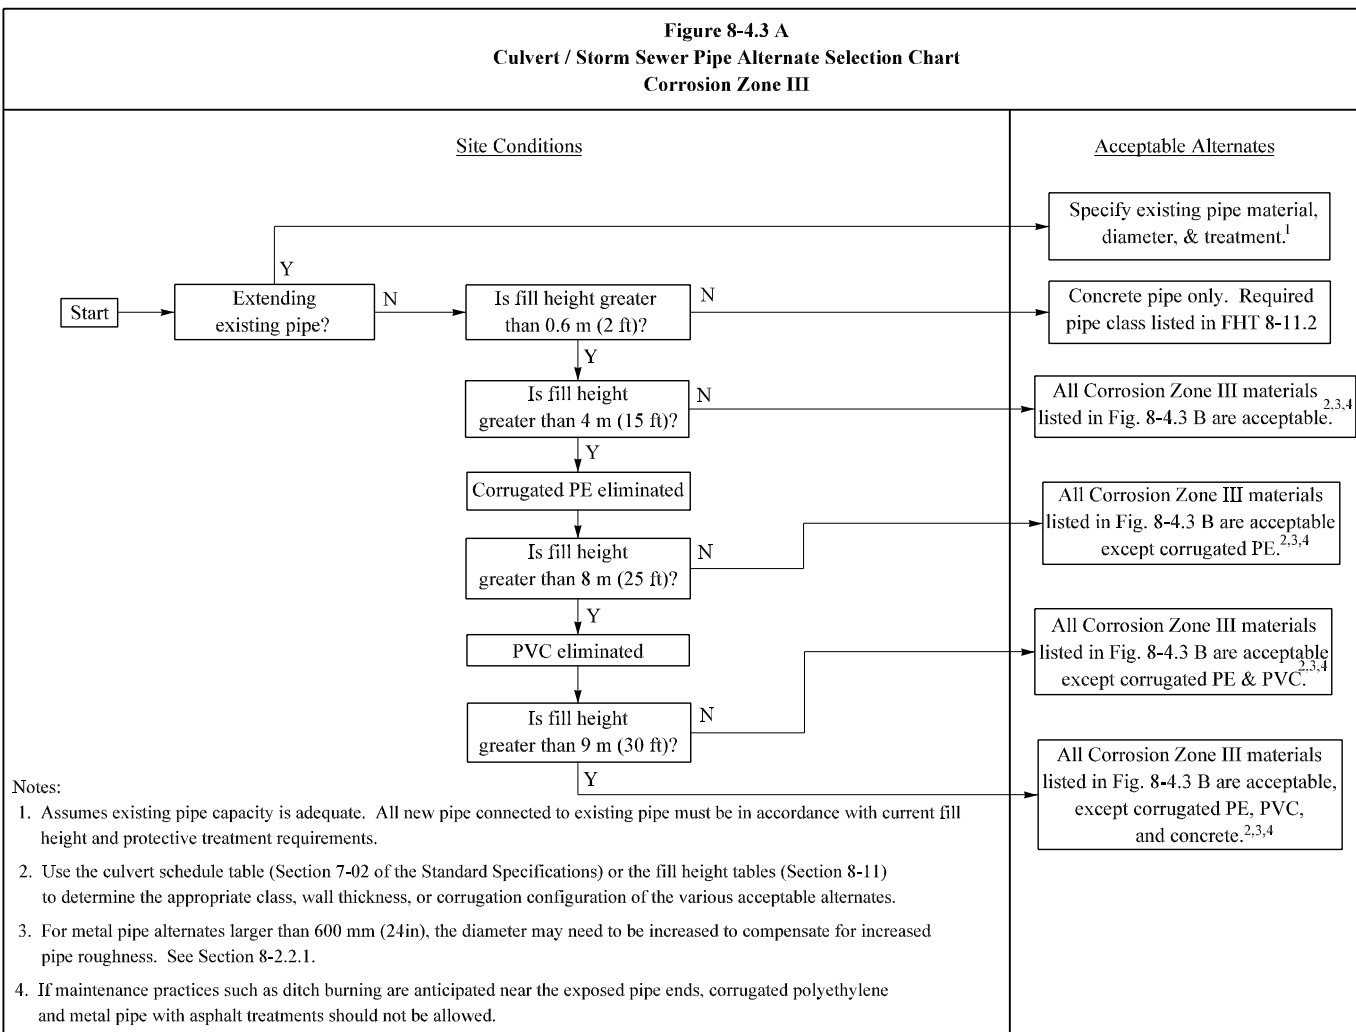 Figure 8-4.3 A
Culvert / Storm Sewer Pipe Alternate Selection Chart
Corrosion Zone III
Site Conditions
Acceptable Alternates
Specify existing pipe material,
diameter, & treatment.1
Y
Start
Extending
existing pipe?
N
Is fill height greater
than 0.6 m (2 ft)?
N
Concrete pipe only. Required
pipe class listed in FHT 8-11.2
Y
Is fill height
greater than 4 m (15 ft)?
N
All Corrosion Zone III materials
listed in Fig. 8-4.3 B are acceptable.2,3,4
Y
Corrugated PE eliminated
Is fill height
greater than 8 m (25 ft)?
N
All Corrosion Zone III materials
listed in Fig. 8-4.3 B are acceptable
except corrugated PE.2,3,4
Y
PVC eliminated
Is fill height
greater than 9 m (30 ft)?
N
All Corrosion Zone III materials
listed in Fig. 8-4.3 B are acceptable
except corrugated PE & PVC.2,3,4
Y
All Corrosion Zone III materials
listed in Fig. 8-4.3 B are acceptable,
except corrugated PE, PVC,
and concrete.2,3,4
Notes:
1. Assumes existing pipe capacity is adequate. All new pipe connected to existing pipe must be in accordance with current fill
height and protective treatment requirements.
2. Use the culvert schedule table (Section 7-02 of the Standard Specifications) or the fill height tables (Section 8-11)
to determine the appropriate class, wall thickness, or corrugation configuration of the various acceptable alternates.
3. For metal pipe alternates larger than 600 mm (24in), the diameter may need to be increased to compensate for increased
pipe roughness. See Section 8-2.2.1.
4. If maintenance practices such as ditch burning are anticipated near the exposed pipe ends, corrugated polyethylene
and metal pipe with asphalt treatments should not be allowed.